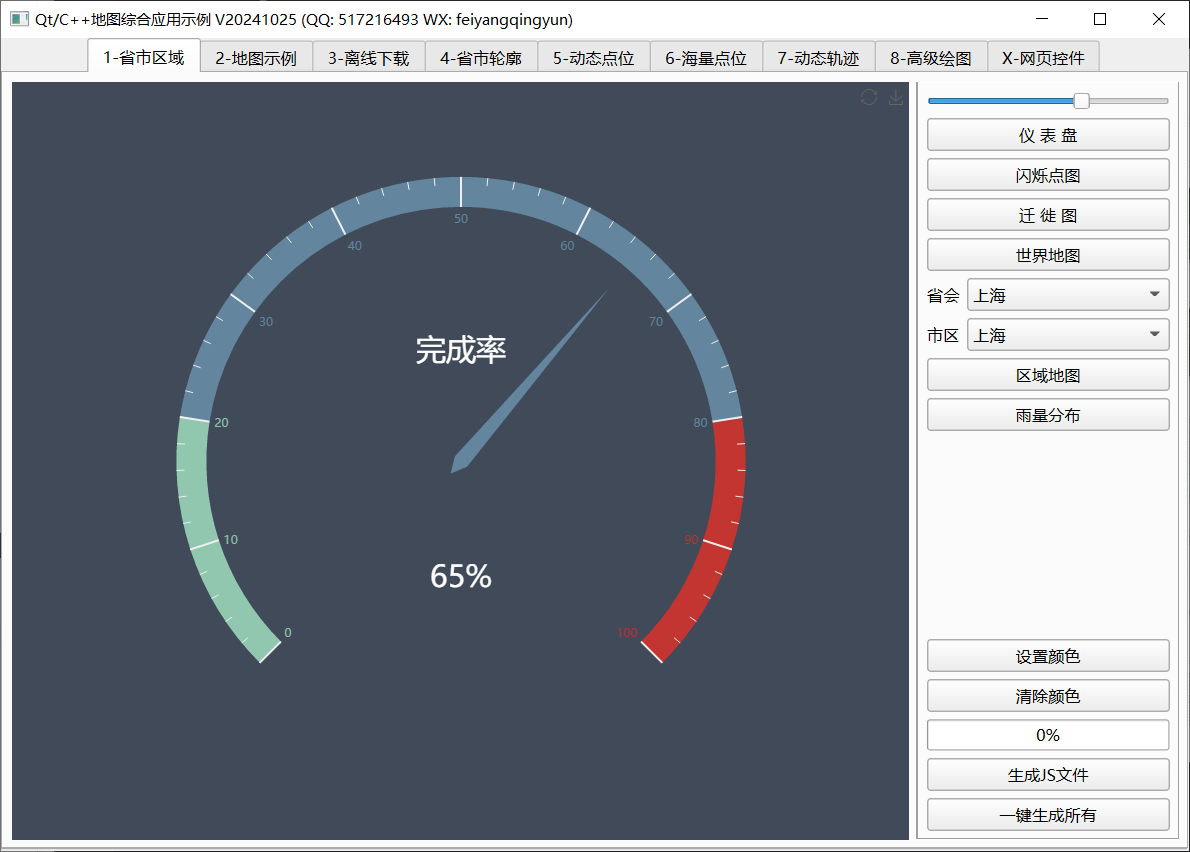 Qt/C++地图综合应用示例 V20241025 (QQ: 517216493 WX: feiyangqingyun)
1-省市区域 2-地图示例 3-离线下载 4-省市轮廓 5-动态点位 6-海量点位 7-动态轨迹 8-高级绘图 X-网页控件
50
40
60
30
70
完成率
20
80
10
90
65%
0
100
仪 表 盘
闪烁点图
迁 徙 图
世界地图
省会 上海
市区 上海
区域地图
雨量分布
设置颜色
清除颜色
0%
生成JS文件
一键生成所有